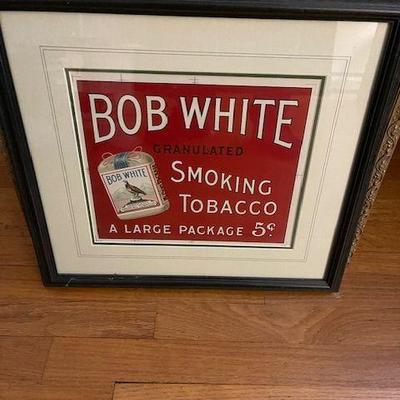 BOB WHITE
GRANULATED
SMOKING
TOBACCO
BOB WHITE
A LARGE PACKAGE 5¢